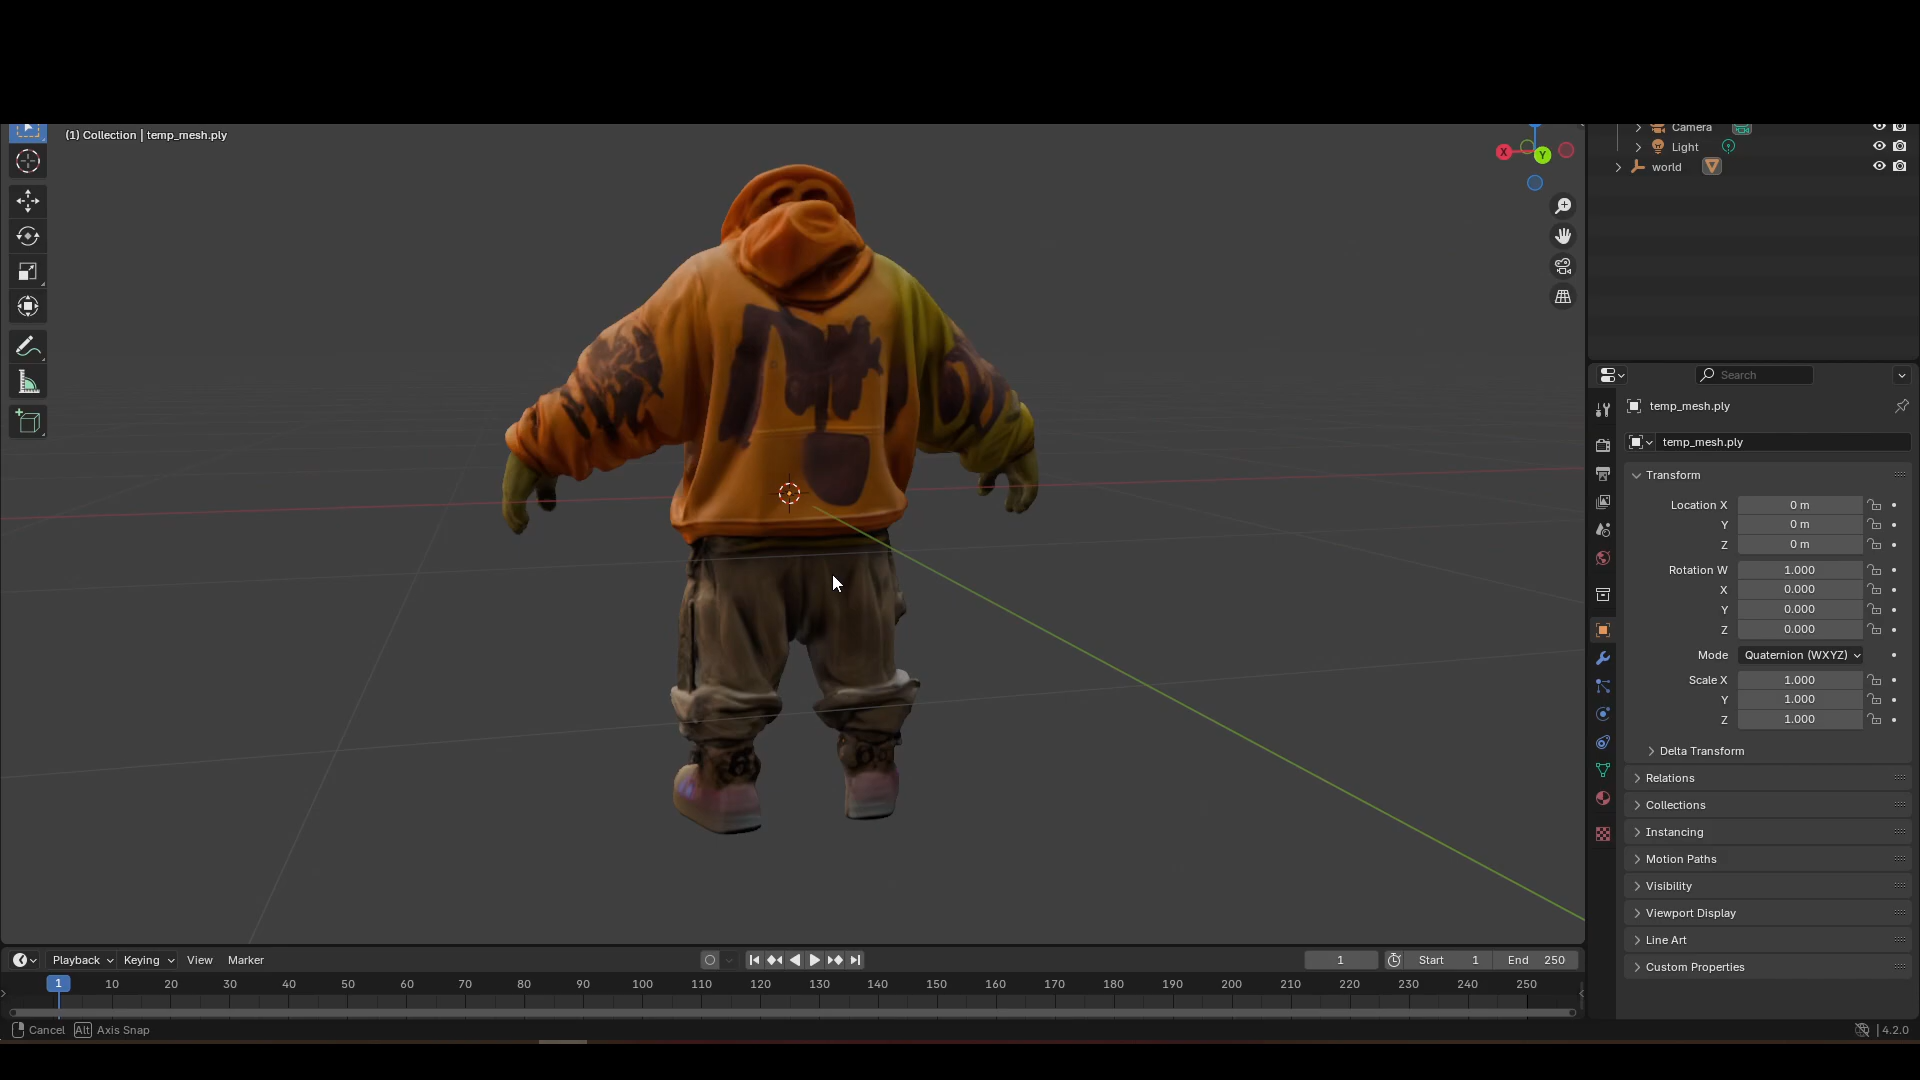 (1) Collection | temp_mesh.ply
X
Y
Camera
Light
world
Search
temp_mesh.ply
temp_mesh.ply
Transform
Location X 0 m
Y 0 m
Z 0 m
Rotation W 1.000
X 0.000
Y 0.000
Z 0.000
Mode Quaternion (WXYZ)
Scale X 1.000
Y 1.000
Z 1.000
Delta Transform
Relations
Collections
Instancing
Motion Paths
Visibility
Viewport Display
Line Art
Custom Properties
Playback Keying View Marker 1 Start 1 End 250
1 10 20 30 40 50 60 70 80 90 100 110 120 130 140 150 160 170 180 190 200 210 220 230 240 250
Cancel Alt Axis Snap 4.2.0